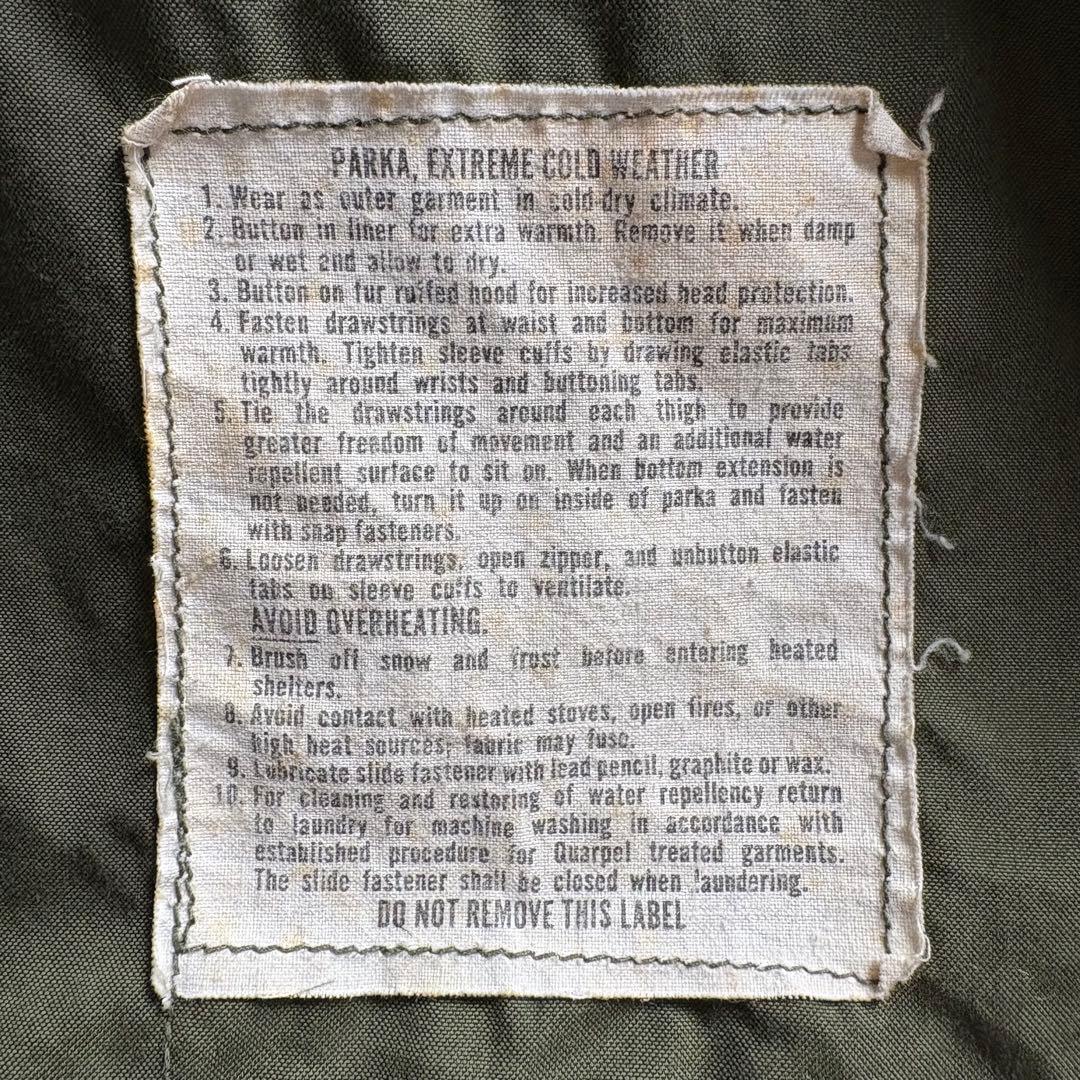 PARKA, EXTREME COLD WEATHER
1. Wear as outer garment in cold-dry climate.
2. Button in liner for extra warmth. Remove it when damp
or wet and allow to dry.
3. Button on fur ruffed hood for increased head protection.
4. Fasten drawstrings at waist and bottom for maximum
warmth. Tighten sleeve cuffs by drawing elastic tabs
tightly around wrists and buttoning tabs.
5. Tie the drawstrings around each thigh to provide
greater freedom of movement and an additional water
repellent surface to sit on. When bottom extension is
not needed, turn it up on inside of parka and fasten
with snap fasteners.
6. Loosen drawstrings, open zipper, and unbutton elastic
tabs on sleeve cuffs to ventilate.
AVOID OVERHEATING.
7. Brush off snow and frost before entering heated
shelters.
8. Avoid contact with heated stoves, open fires, or other
high heat sources; fabric may fuse.
9. Lubricate slide fastener with lead pencil, graphite or wax.
10. For cleaning and restoring of water repellency return
to laundry for machine washing in accordance with
established procedure for Quarpel treated garments.
The slide fastener shall be closed when laundering.
DO NOT REMOVE THIS LABEL